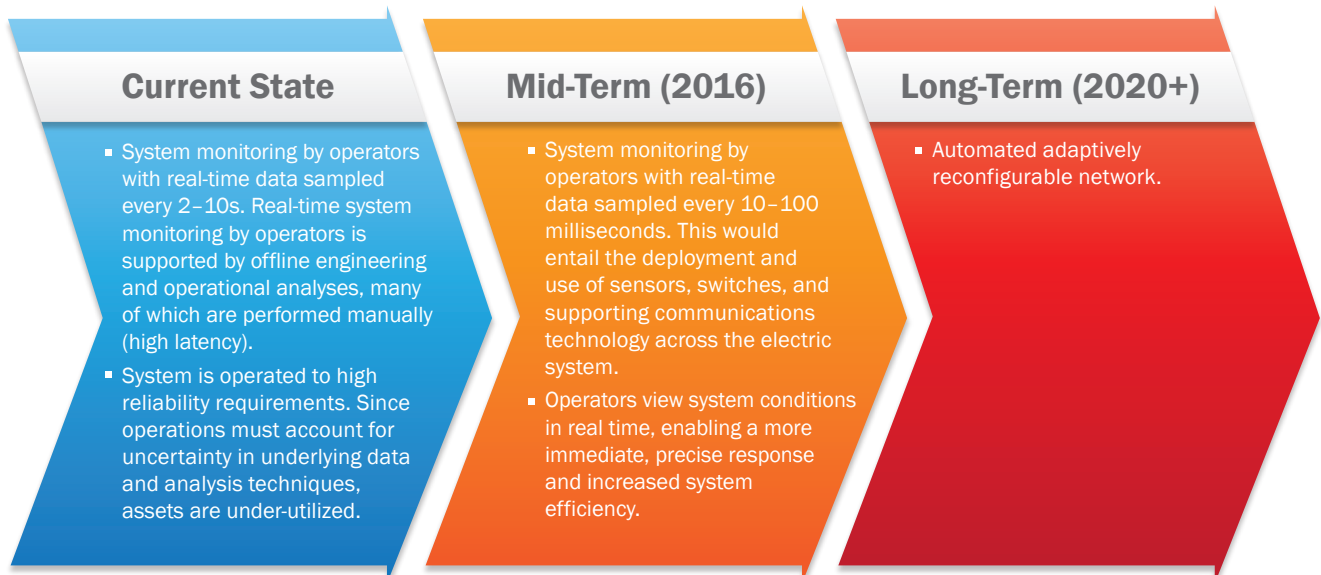 Current State
System monitoring by operators
with real-time data sampled
every 2–10s. Real-time system
monitoring by operators is
supported by offline engineering
and operational analyses, many
of which are performed manually
(high latency).
System is operated to high
reliability requirements. Since
operations must account for
uncertainty in underlying data
and analysis techniques,
assets are under-utilized.
Mid-Term (2016)
System monitoring by
operators with real-time
data sampled every 10–100
milliseconds. This would
entail the deployment and
use of sensors, switches, and
supporting communications
technology across the electric
system.
Operators view system conditions
in real time, enabling a more
immediate, precise response
and increased system
efficiency.
Long-Term (2020+)
Automated adaptively
reconfigurable network.